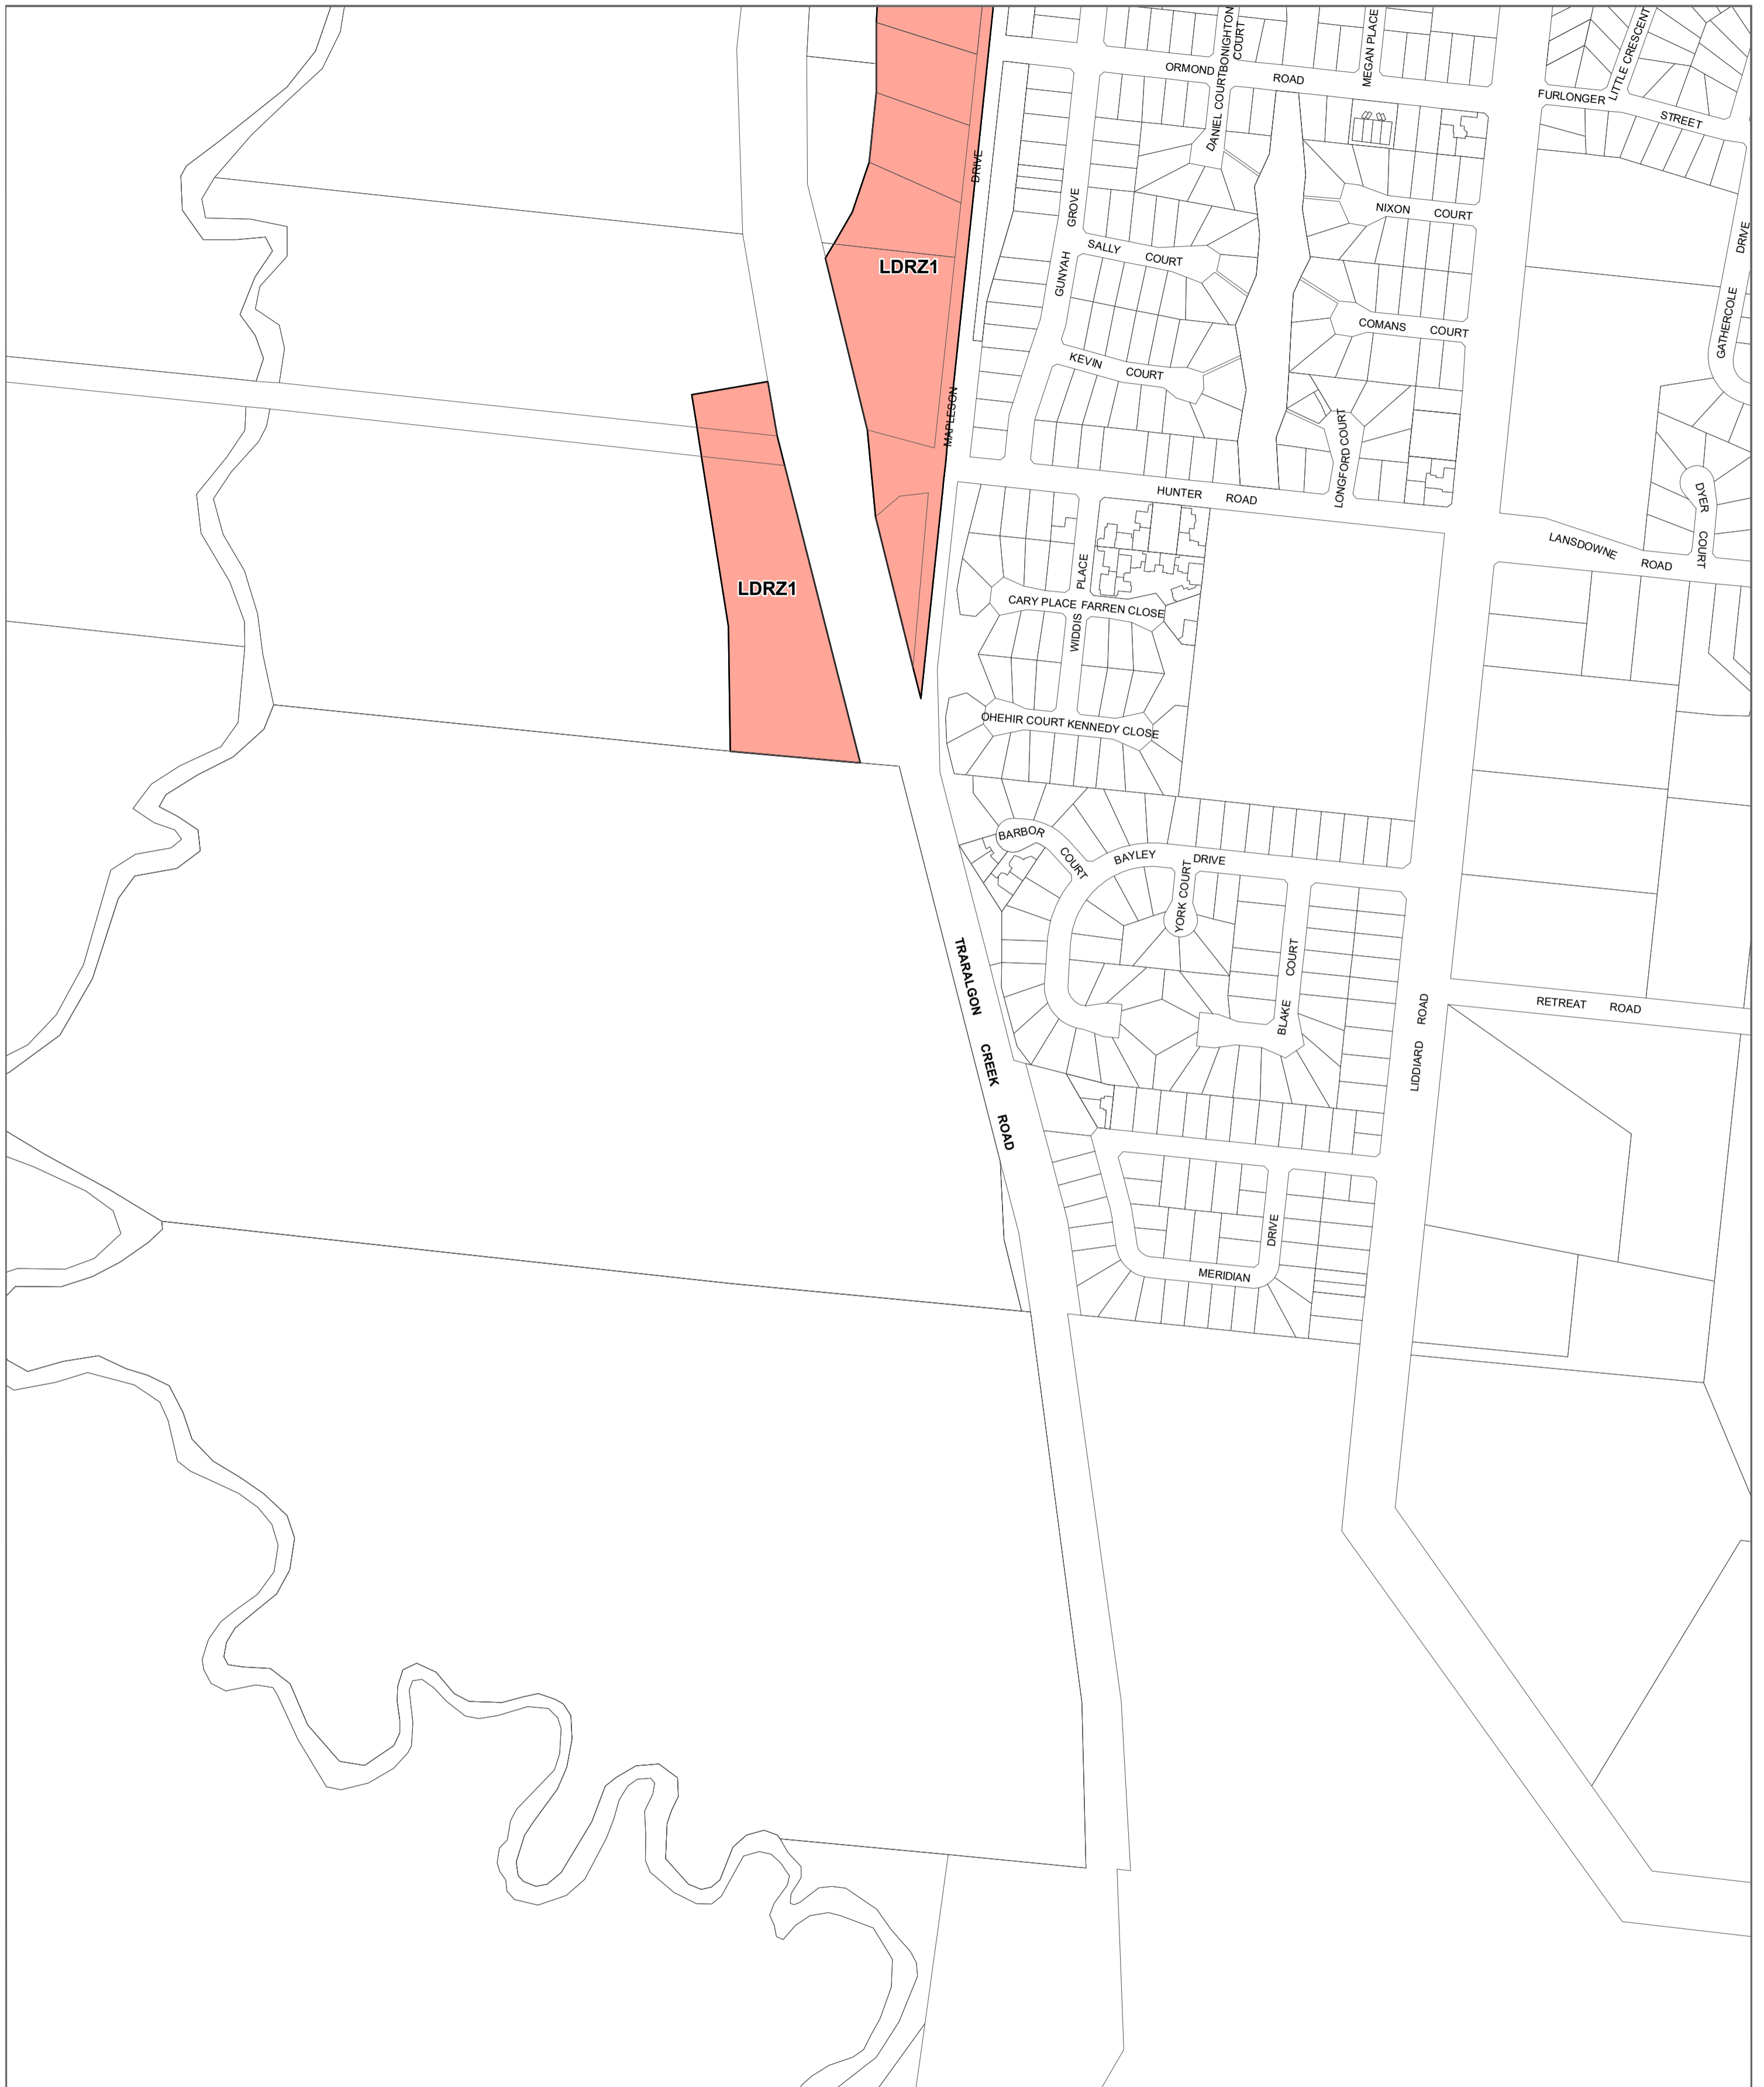 BONIGHTON
COURT
MEGAN PLACE
LITTLE CRESCENT
ORMOND ROAD
DANIEL COURT
FURLONGER STREET
DRIVE
GROVE
NIXON COURT
DRIVE
SALLY COURT
LDRZ1
GUNYAH
GATHERCOLE
COMANS COURT
KEVIN COURT
MAPLESON
LONGFORD COURT
HUNTER ROAD
DYER COURT
LANSDOWNE ROAD
LDRZ1
PLACE
CARY PLACE
FARREN CLOSE
WIDDIS
OHEHIR COURT
KENNEDY CLOSE
BARBOR COURT
BAYLEY DRIVE
YORK COURT
COURT
BLAKE
TRARALGON CREEK ROAD
RETREAT ROAD
ROAD
LIDDIARD
DRIVE
MERIDIAN